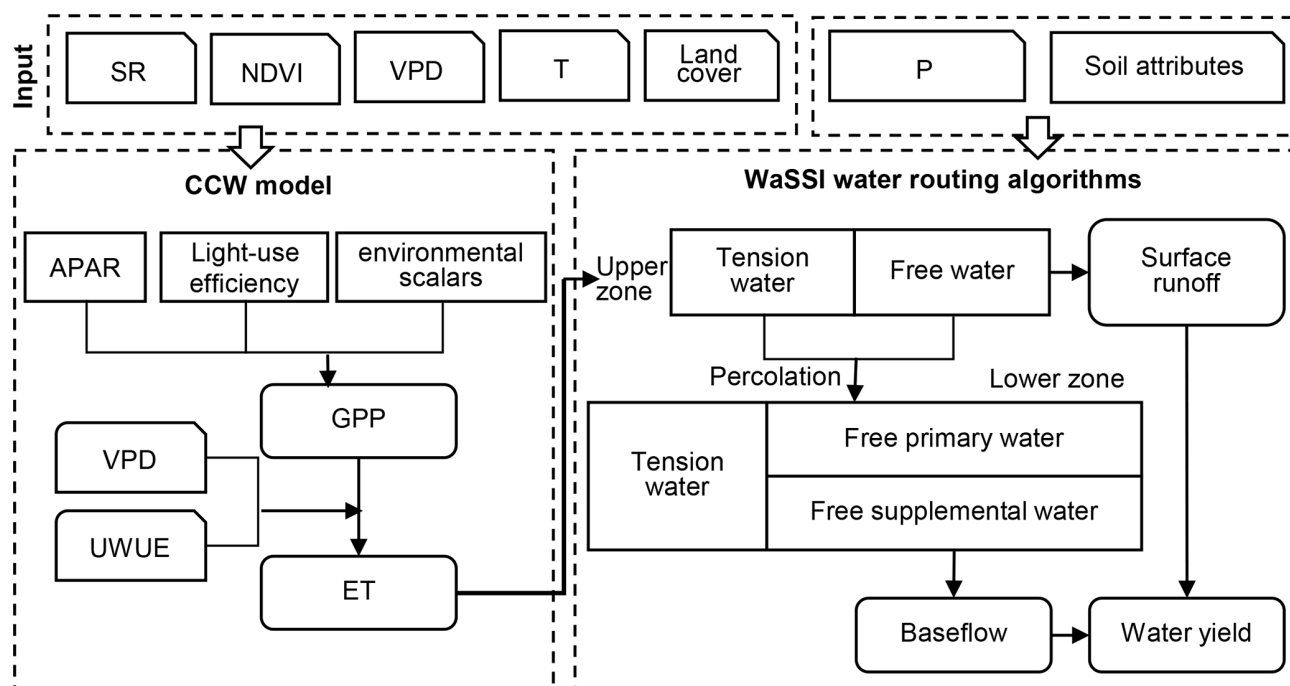 Input
SR
NDVI
VPD
T
Land
cover
P
Soil attributes
CCW model
APAR
Light-use
efficiency
environmental
scalars
GPP
VPD
UWUE
ET
WaSSI water routing algorithms
Upper
zone
Tension
water
Free water
Surface
runoff
Percolation
Lower zone
Tension
water
Free primary water
Free supplemental water
Baseflow
Water yield